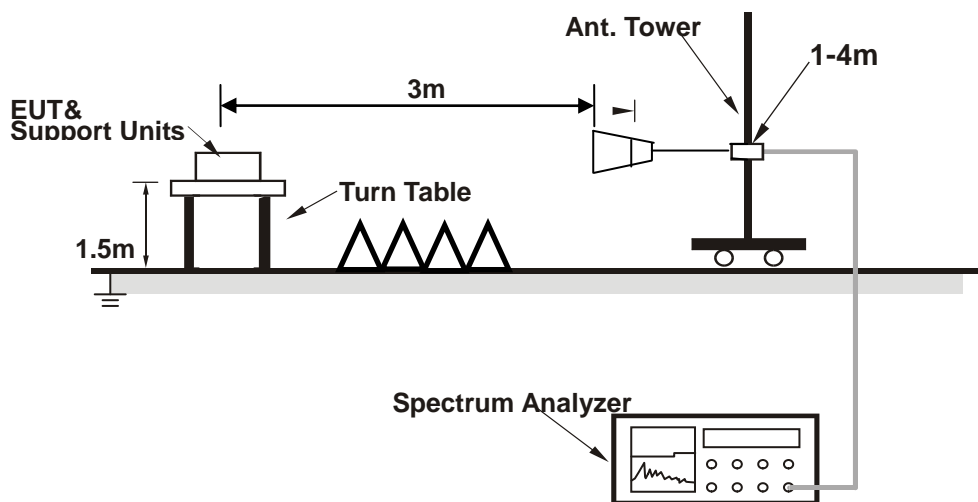 Ant. Tower
1-4m
3m
EUT&
Support Units
Turn Table
1.5m
Spectrum Analyzer